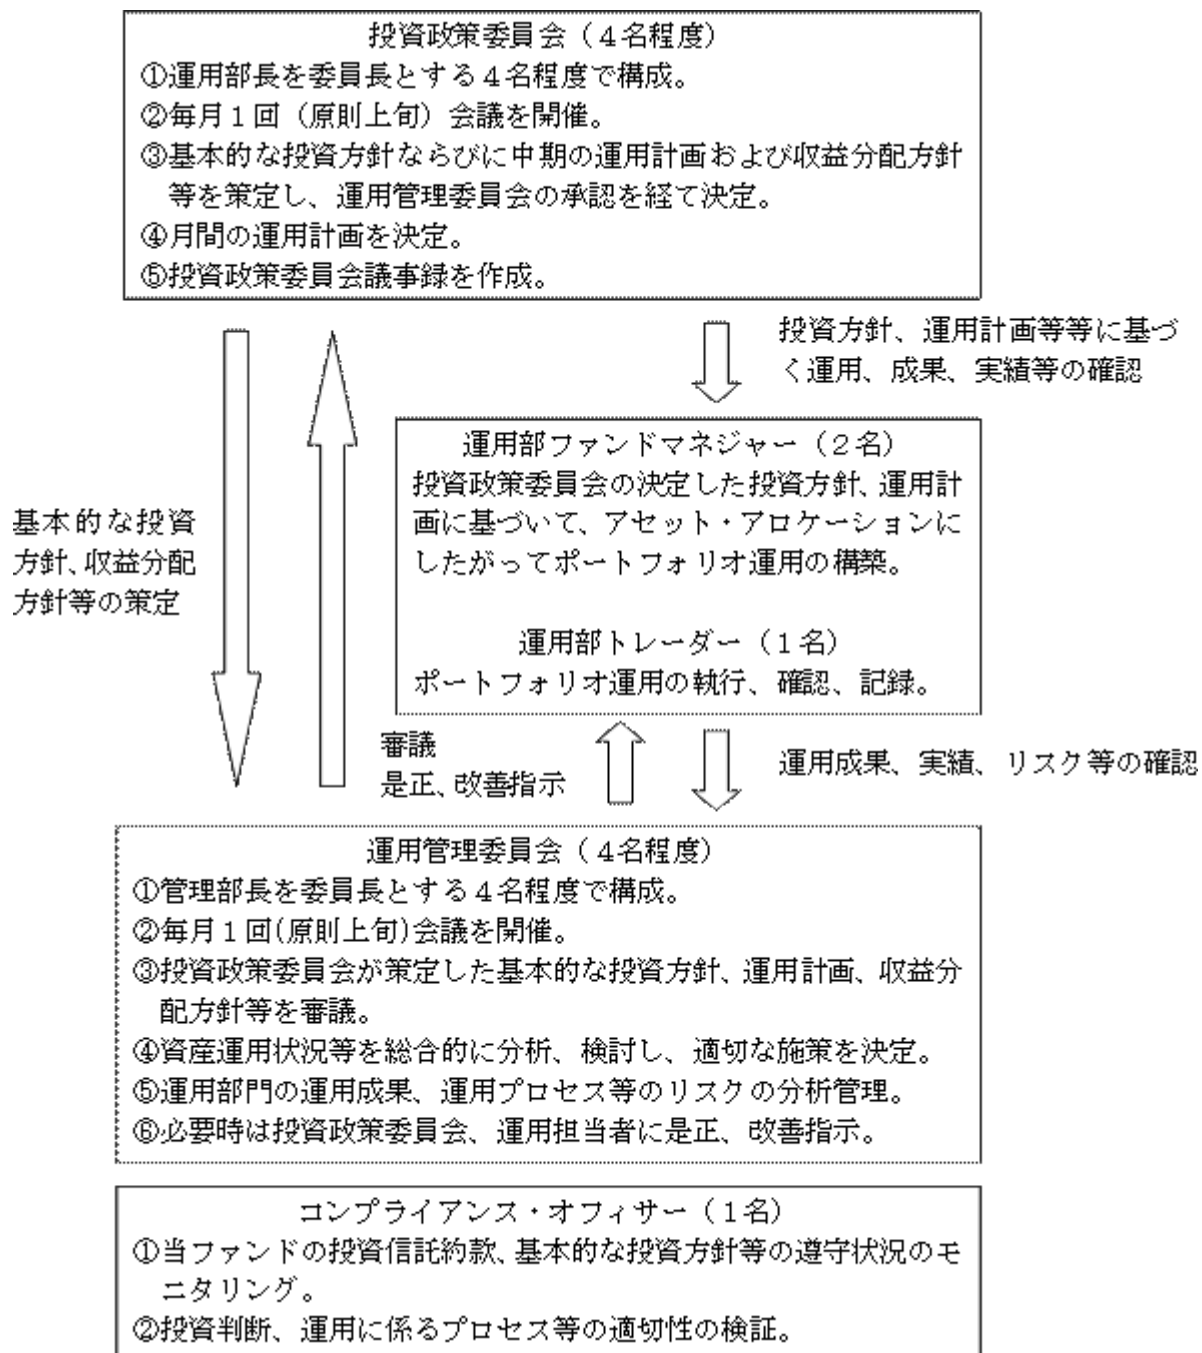 投資政策委員会(4名程度)
①運用部長を委員長とする4名程度で構成。
②毎月1回(原則上旬)会議を開催。
③基本的な投資方針ならびに中期の運用計画および収益分配方針
等を策定し、運用管理委員会の承認を経て決定。
④月間の運用計画を決定。
⑤投資政策委員会議事録を作成。
投資方針、運用計画等等に基づ
く運用、成果、実績等の確認
運用部ファンドマネジャー(2名)
投資政策委員会の決定した投資方針、運用計
画に基づいて、アセット・アロケーションに
したがってポートフォリオ運用の構築。
運用部トレーダー(1名)
ポートフォリオ運用の執行、確認、記録。
基本的な投資
方針、収益分配
方針等の策定
審議
是正、改善指示
運用成果、実績、リスク等の確認
運用管理委員会(4名程度)
①管理部長を委員長とする4名程度で構成。
②毎月1回(原則上旬)会議を開催。
③投資政策委員会が策定した基本的な投資方針、運用計画、収益分
配方針等を審議。
④資産運用状況等を総合的に分析、検討し、適切な施策を決定。
⑤運用部門の運用成果、運用プロセス等のリスクの分析管理。
⑥必要時は投資政策委員会、運用担当者に是正、改善指示。
コンプライアンス・オフィサー(1名)
①当ファンドの投資信託約款、基本的な投資方針等の遵守状況のモ
ニタリング。
②投資判断、運用に係るプロセス等の適切性の検証。